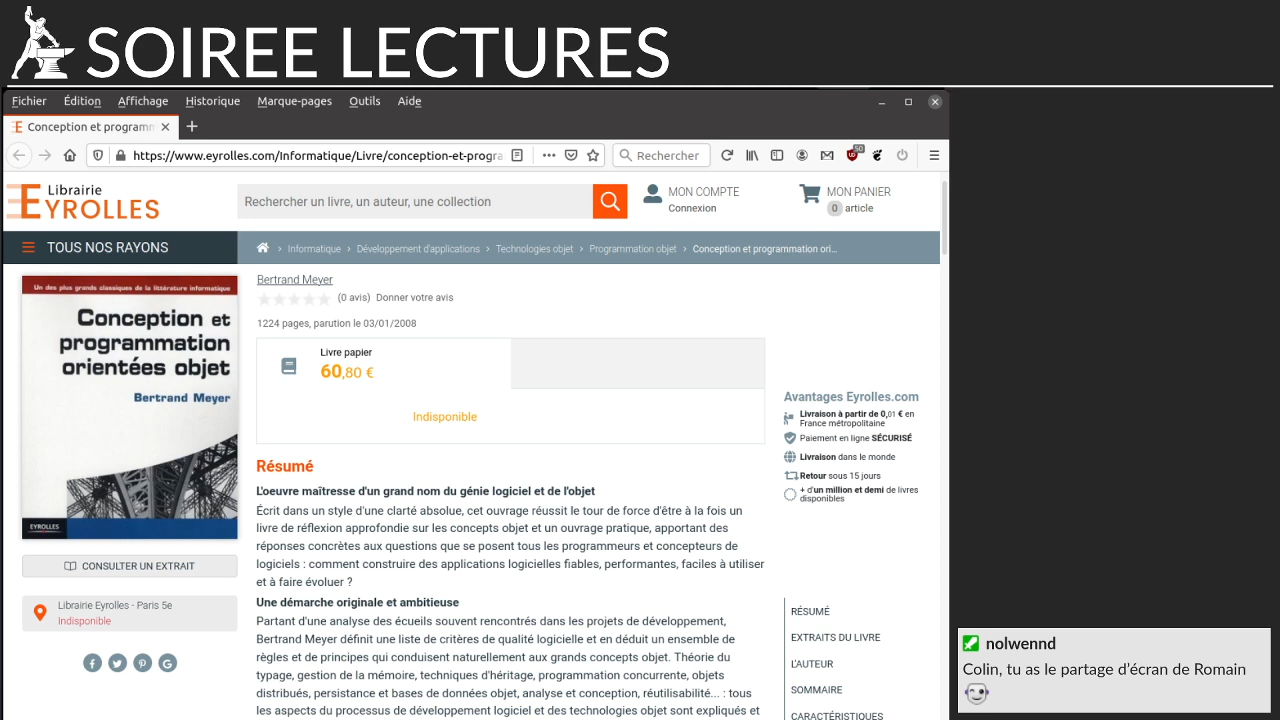 SOIREE LECTURES
Fichier Édition Affichage Historique Marque-pages Outils Aide
Conception et programm
https://www.eyrolles.com/Informatique/Livre/conception-et-progra
Rechercher
50
Librairie
EYROLLES
Rechercher un livre, un auteur, une collection
MON COMPTE
Connexion
MON PANIER
0 article
TOUS NOS RAYONS
› Informatique › Développement d'applications › Technologies objet › Programmation objet › Conception et programmation ori...
Un des plus grands classiques de la littérature informatique
Conception et
programmation
orientées objet
Bertrand Meyer
EYROLLES
CONSULTER UN EXTRAIT
Librairie Eyrolles - Paris 5e
Indisponible
Bertrand Meyer
(0 avis) Donner votre avis
1224 pages, parution le 03/01/2008
Livre papier
60,80 €
Indisponible
Résumé
L'oeuvre maîtresse d'un grand nom du génie logiciel et de l'objet
Écrit dans un style d'une clarté absolue, cet ouvrage réussit le tour de force d'être à la fois un
livre de réflexion approfondie sur les concepts objet et un ouvrage pratique, apportant des
réponses concrètes aux questions que se posent tous les programmeurs et concepteurs de
logiciels : comment construire des applications logicielles fiables, performantes, faciles à utiliser
et à faire évoluer ?
Une démarche originale et ambitieuse
Partant d'une analyse des écueils souvent rencontrés dans les projets de développement,
Bertrand Meyer définit une liste de critères de qualité logicielle et en déduit un ensemble de
règles et de principes qui conduisent naturellement aux grands concepts objet. Théorie du
typage, gestion de la mémoire, techniques d'héritage, programmation concurrente, objets
distribués, persistance et bases de données objet, analyse et conception, réutilisabilité... : tous
les aspects du processus de développement logiciel et des technologies objet sont expliqués et
Avantages Eyrolles.com
Livraison à partir de 0,01 € en
France métropolitaine
Paiement en ligne SÉCURISÉ
Livraison dans le monde
Retour sous 15 jours
+ d'un million et demi de livres
disponibles
RÉSUMÉ
EXTRAITS DU LIVRE
L'AUTEUR
SOMMAIRE
CARACTÉRISTIQUES
nolwennd
Colin, tu as le partage d'écran de Romain